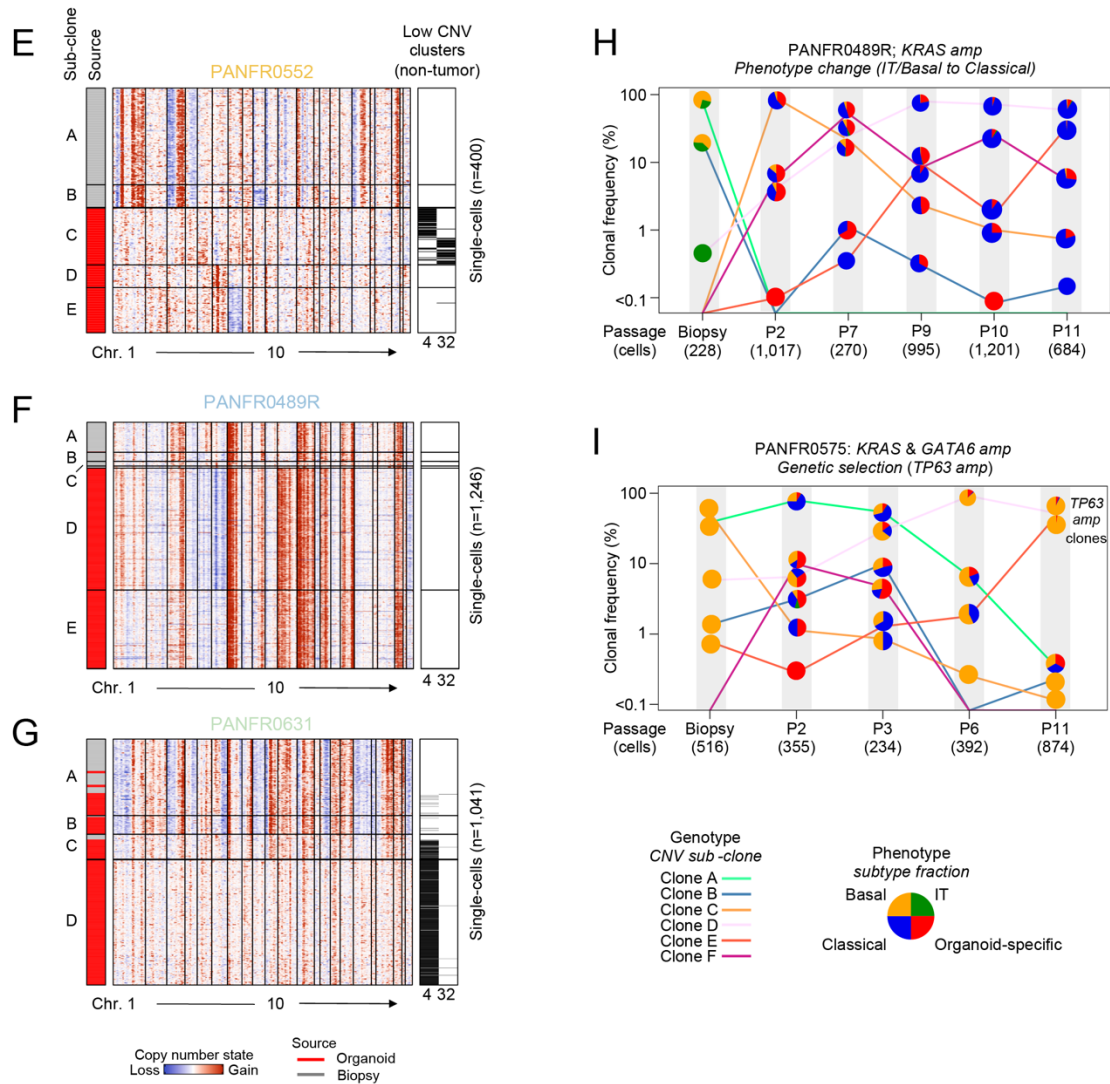 E
Sub-clone
Source
PANFR0552
Low CNV
clusters
(non-tumor)
A
B
C
D
E
Single-cells (n=400)
Chr. 1
10
4 32
F
PANFR0489R
A
B
C
D
E
Single-cells (n=1,246)
Chr. 1
10
4 32
G
PANFR0631
A
B
C
D
Single-cells (n=1,041)
Chr. 1
10
4 32
Copy number state
Loss
Gain
Source
Organoid
Biopsy
H
PANFR0489R; KRAS amp
Phenotype change (IT/Basal to Classical)
Clonal frequency (%)
100
10
1
<0.1
Passage Biopsy P2 P7 P9 P10 P11
(cells) (228) (1,017) (270) (995) (1,201) (684)
I
PANFR0575: KRAS & GATA6 amp
Genetic selection (TP63 amp)
Clonal frequency (%)
100
10
1
<0.1
TP63
amp
clones
Passage Biopsy P2 P3 P6 P11
(cells) (516) (355) (234) (392) (874)
Genotype
CNV sub -clone
Clone A
Clone B
Clone C
Clone D
Clone E
Clone F
Phenotype
subtype fraction
Basal
IT
Classical
Organoid-specific